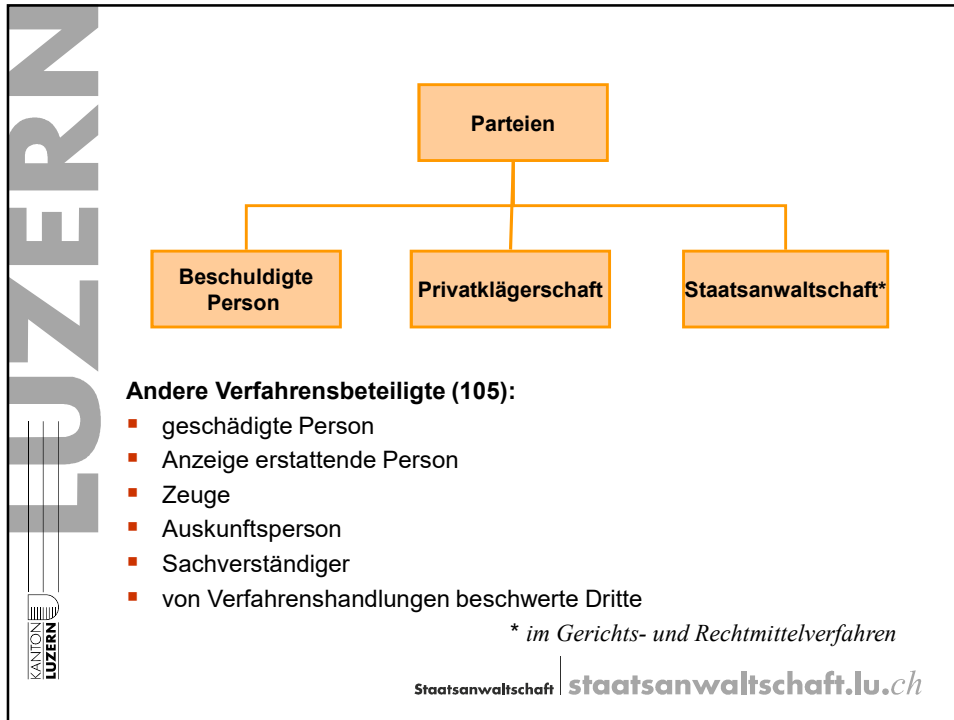 LUZERN
Parteien
Beschuldigte
Person
Privatklägerschaft
Staatsanwaltschaft*
Andere Verfahrensbeteiligte (105):
▪ geschädigte Person
▪ Anzeige erstattende Person
▪ Zeuge
▪ Auskunftsperson
▪ Sachverständiger
▪ von Verfahrenshandlungen beschwerte Dritte
* im Gerichts- und Rechtmittelverfahren
KANTON
LUZERN
Staatsanwaltschaft staatsanwaltschaft.lu.ch